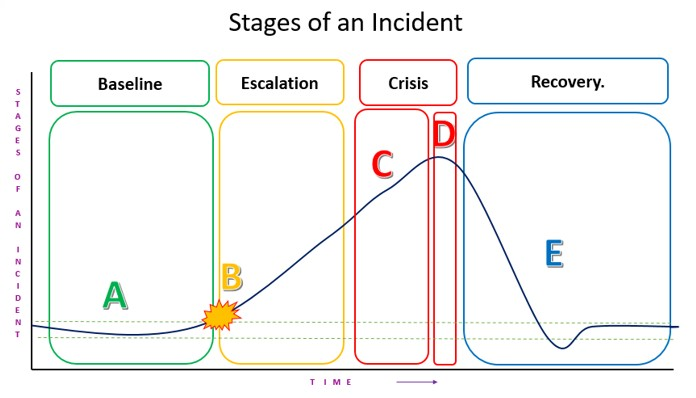 Stages of an Incident
Baseline
Escalation
Crisis
Recovery.
STAGES OF AN INCIDENT
A
B
C
D
E
TIME